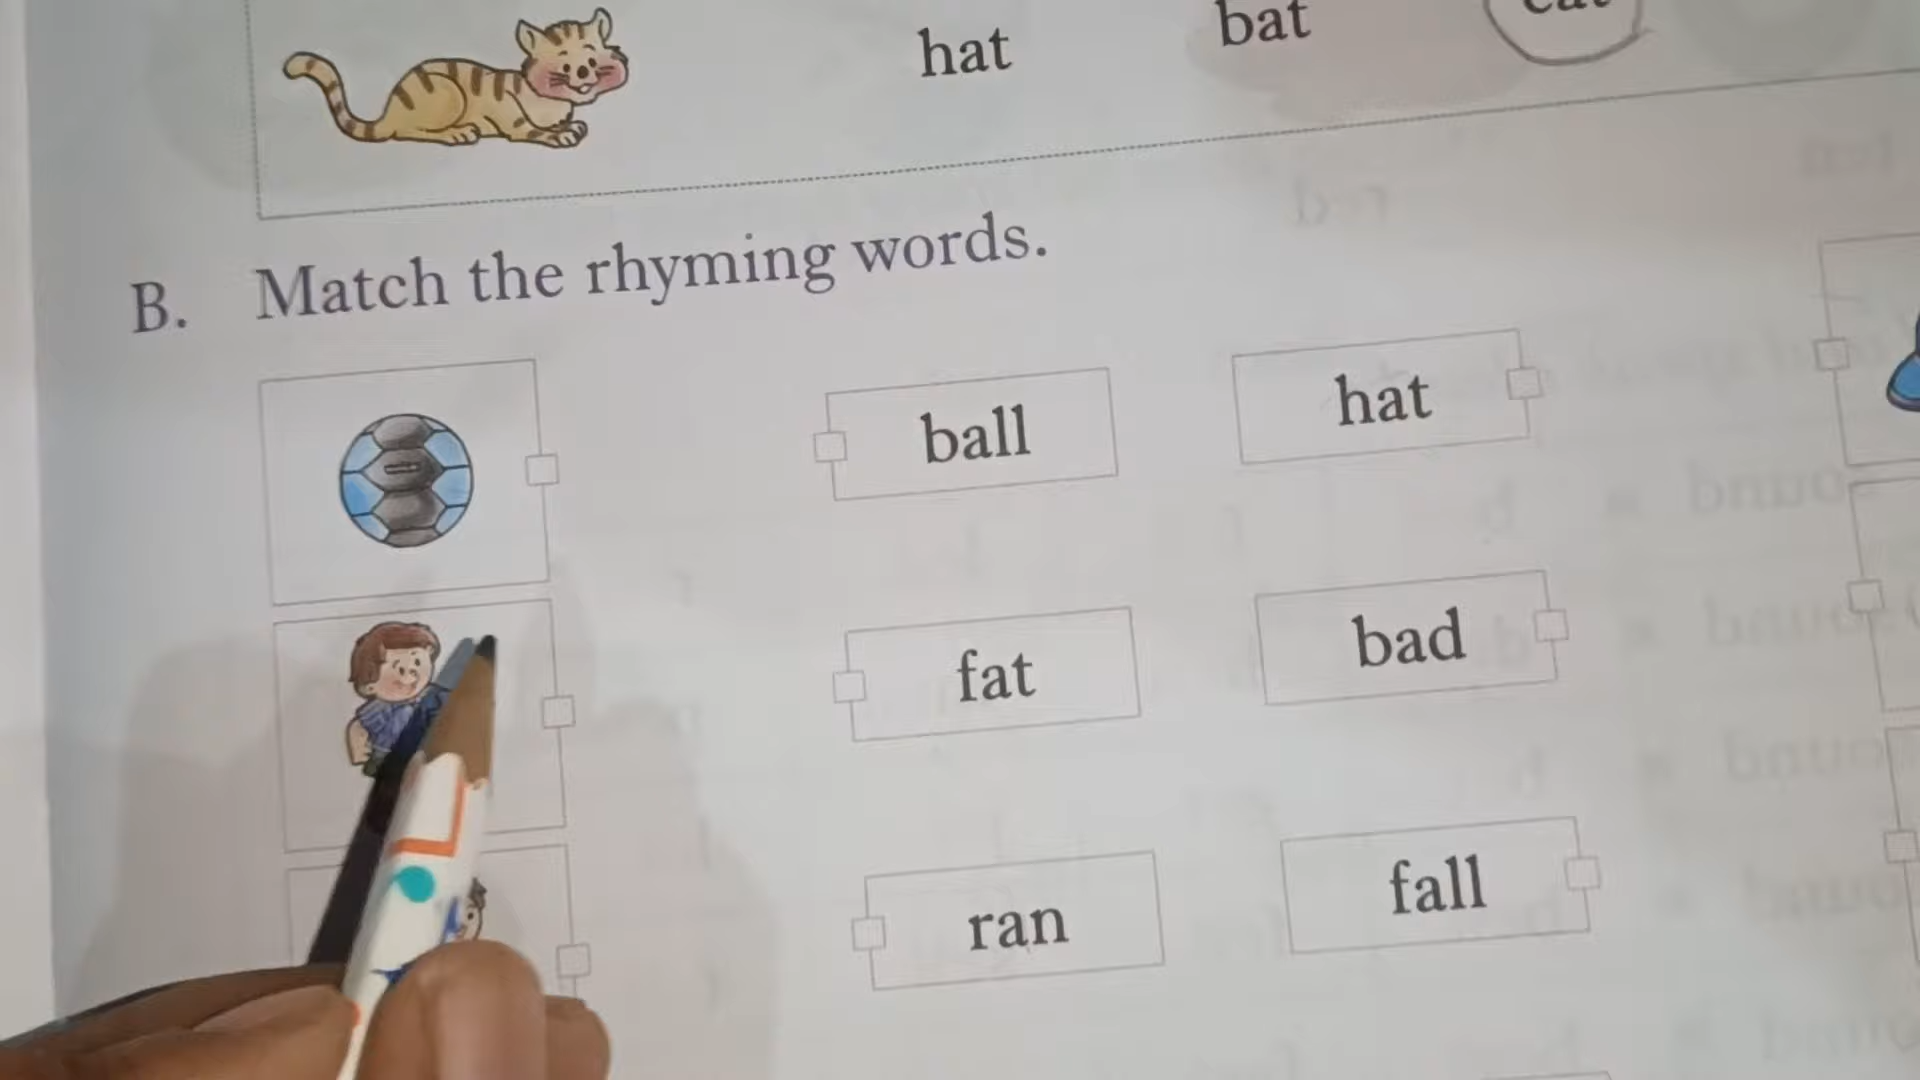 hat bat
B. Match the rhyming words.
ball hat
fat bad
ran fall